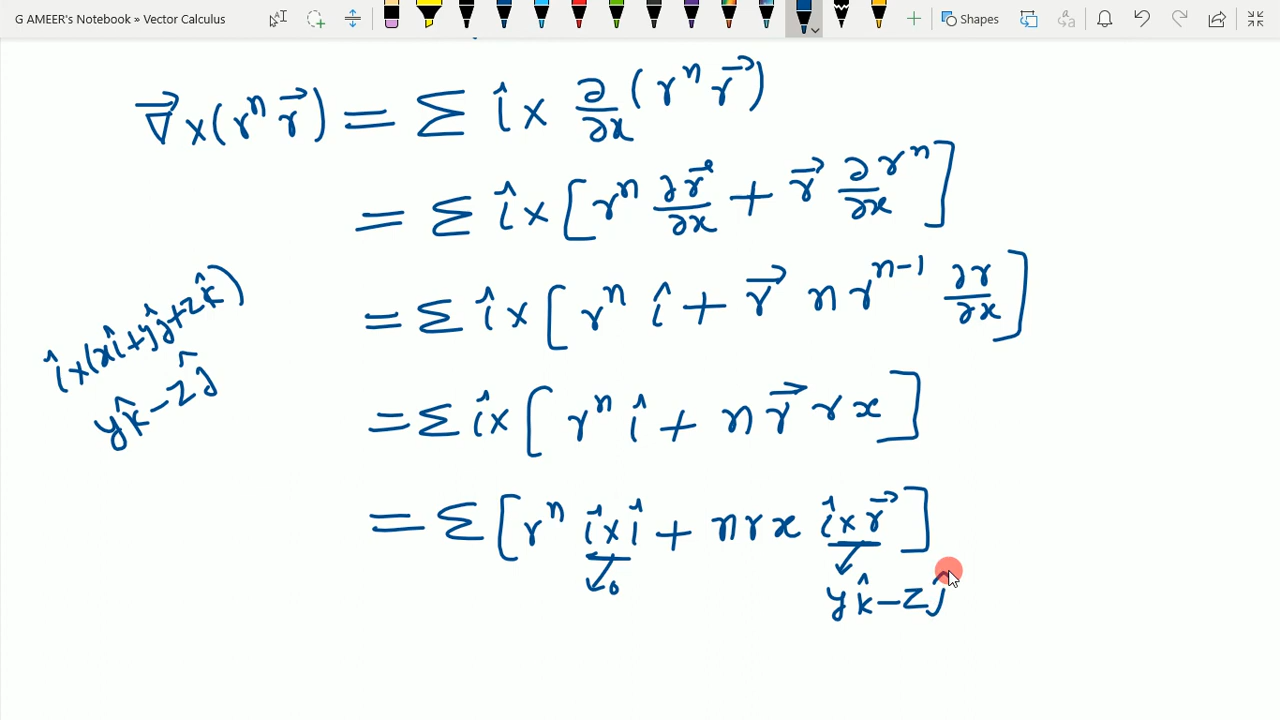 G AMEER's Notebook » Vector Calculus
Shapes
∇⃗ × (rⁿ r⃗) = Σ î × ∂/∂x (rⁿ r⃗)
= Σ î × [rⁿ ∂r⃗/∂x + r⃗ ∂rⁿ/∂x]
= Σ î × [rⁿ î + r⃗ n rⁿ⁻¹ ∂r/∂x]
î × (xî + yĵ + zk̂)
yk̂ − zĵ
= Σ î × [rⁿ î + n r⃗ r x]
= Σ [rⁿ î × î + n r x î × r⃗]
↙ 0
↙
yk̂ − zĵ